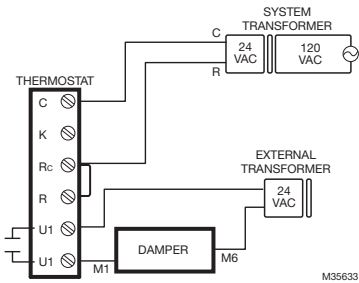 SYSTEM
TRANSFORMER
C
24
VAC
120
VAC
R
THERMOSTAT
C
K
RC
R
U1
U1
EXTERNAL
TRANSFORMER
24
VAC
DAMPER
M1
M6
M35633